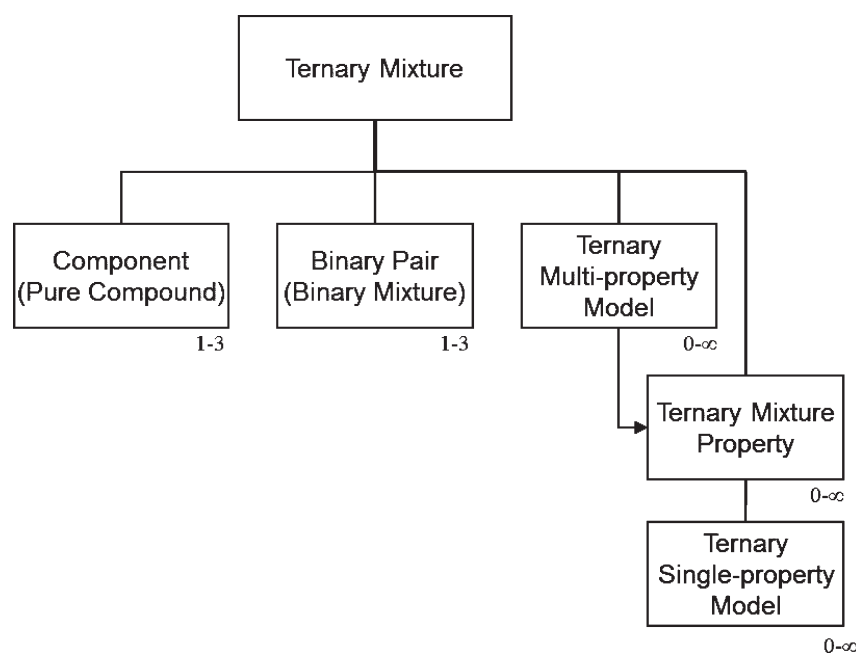 Ternary Mixture
Component
(Pure Compound)
1-3
Binary Pair
(Binary Mixture)
1-3
Ternary
Multi-property
Model
0-∞
Ternary Mixture
Property
0-∞
Ternary
Single-property
Model
0-∞